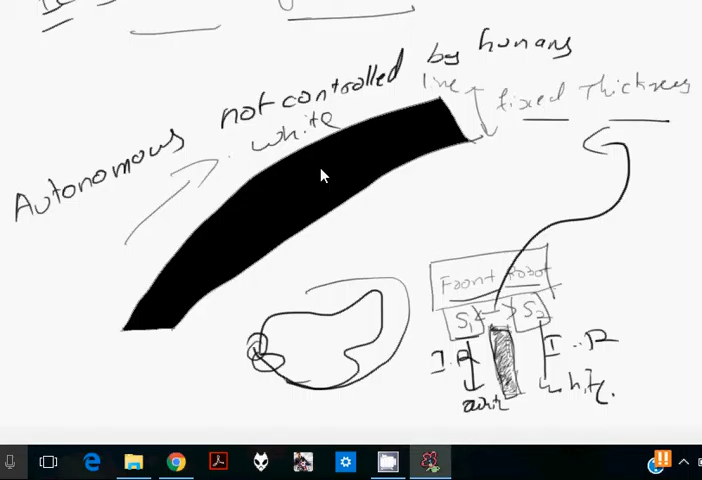 Autonomous not controlled by humans
line
fixed Thickness
white
Front Robot
S1 S2
I.R I.R
white white.